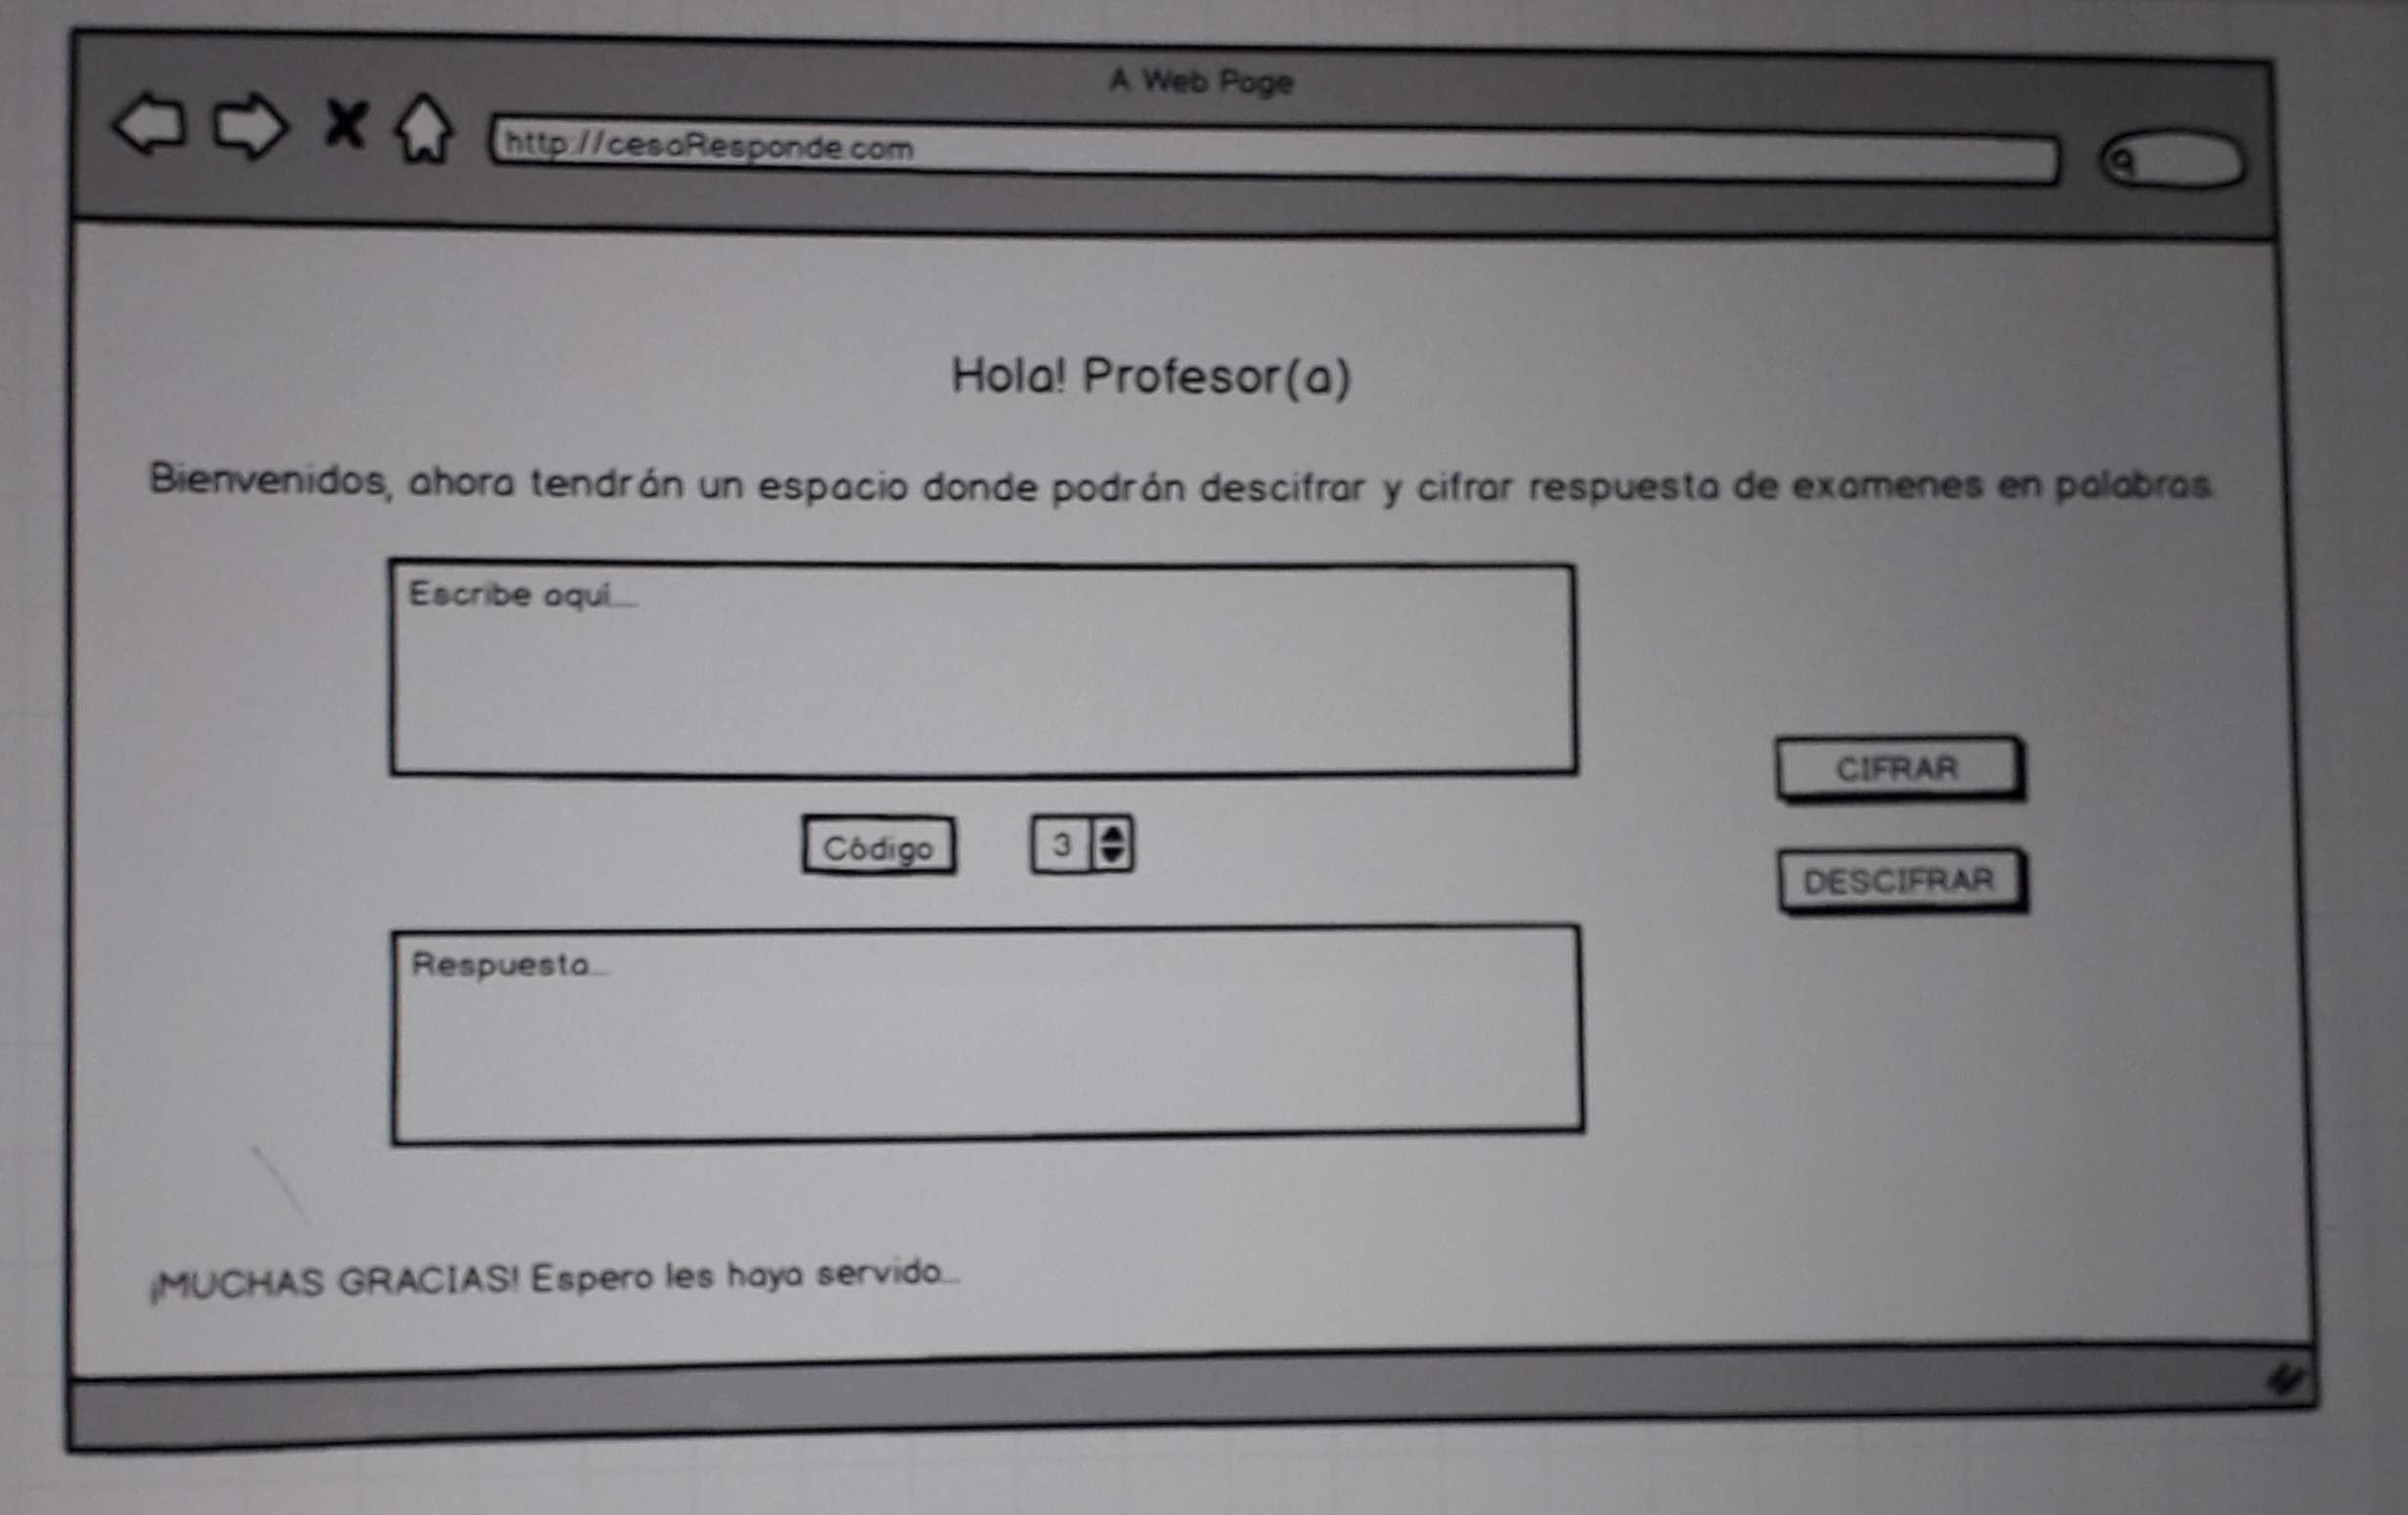 A Web Page
http://cesaResponde.com
Hola! Profesor(a)
Bienvenidos, ahora tendrán un espacio donde podrán descifrar y cifrar respuesta de examenes en palabras.
Escribe aquí....
CIFRAR
Código 3
DESCIFRAR
Respuesta...
¡MUCHAS GRACIAS! Espero les haya servido...